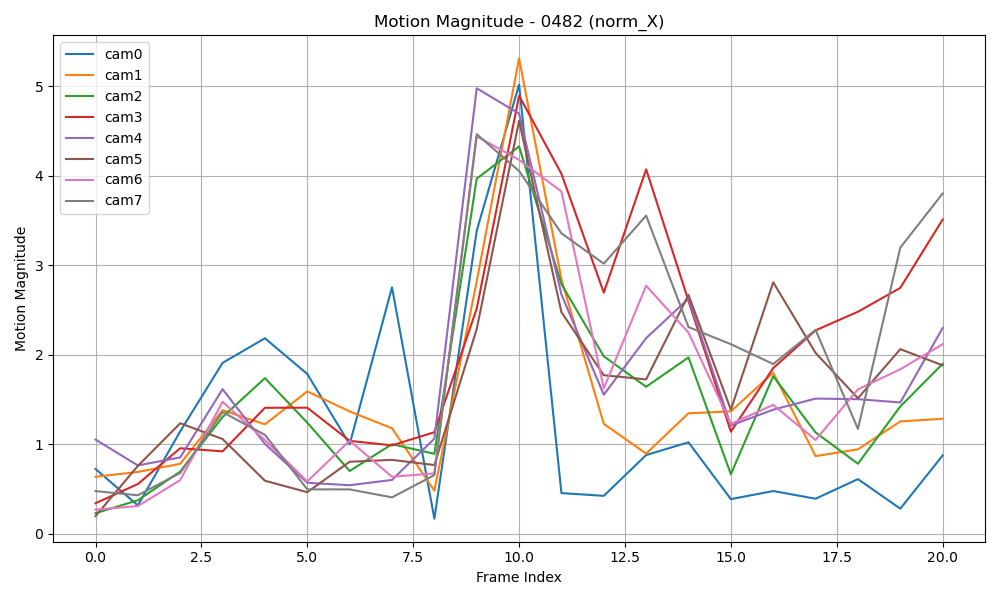 Motion Magnitude - 0482 (norm_X)
cam0
cam1
cam2
cam3
cam4
cam5
cam6
cam7
Motion Magnitude
5
4
3
2
1
0
0.0 2.5 5.0 7.5 10.0 12.5 15.0 17.5 20.0
Frame Index